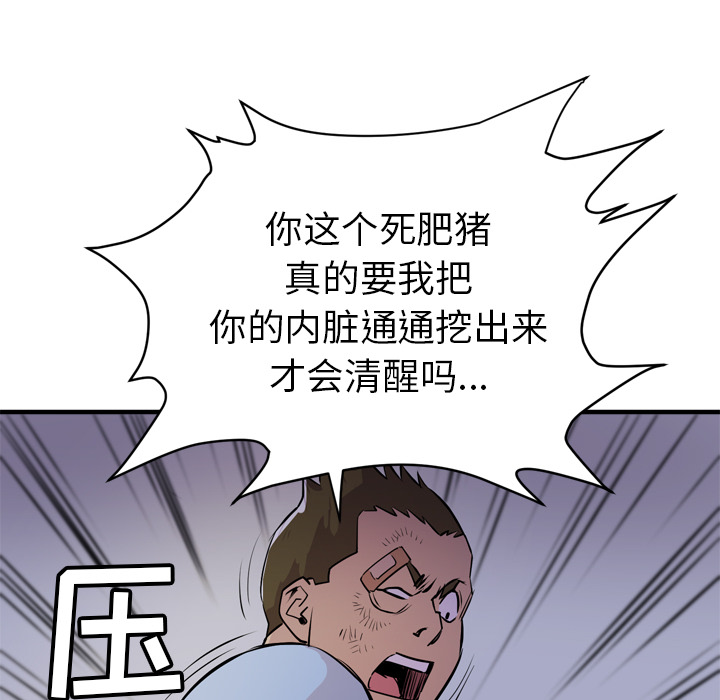 你这个死肥猪
真的要我把
你的内脏通通挖出来
才会清醒吗…
压